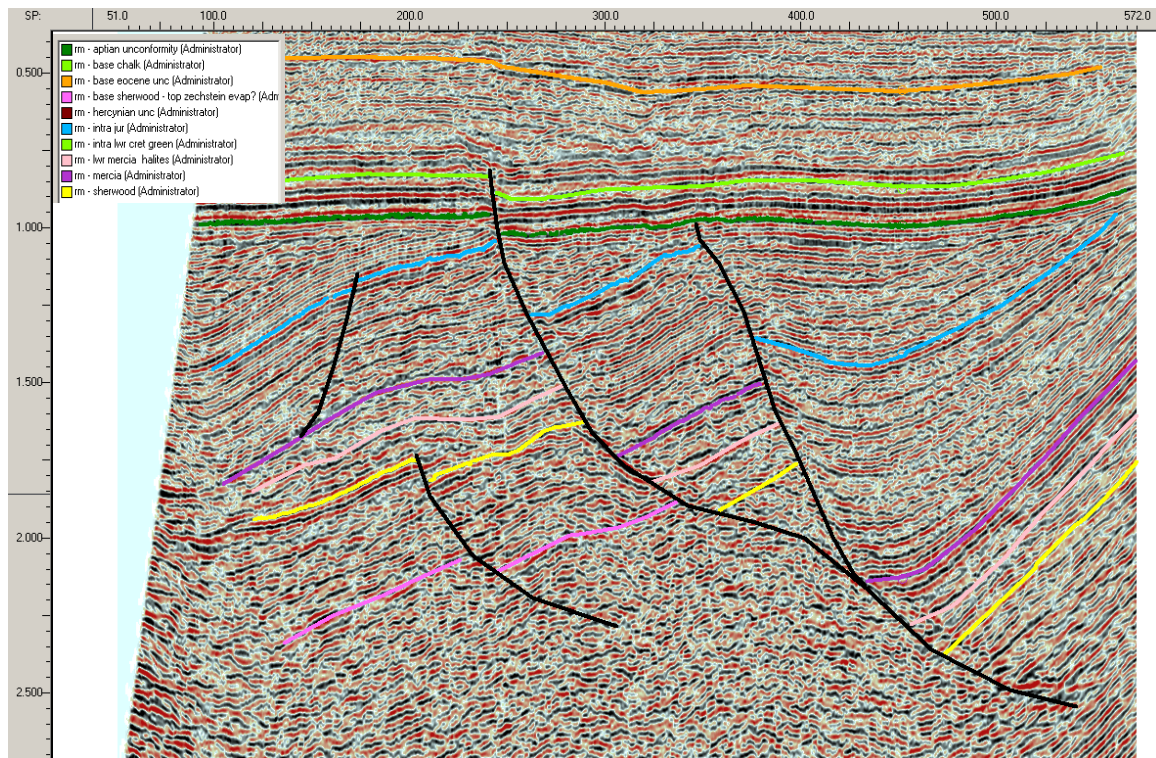 SP: 51.0 100.0 200.0 300.0 400.0 500.0 572.0
rm - aptian unconformity (Administrator)
rm - base chalk (Administrator)
0.500
rm - base eocene unc (Administrator)
rm - base sherwood - top zechstein evap? (Adm
rm - hercynian unc (Administrator)
rm - intra jur (Administrator)
rm - intra lwr cret green (Administrator)
rm - lwr mercia halites (Administrator)
rm - mercia (Administrator)
rm - sherwood (Administrator)
1.000
1.500
2.000
2.500